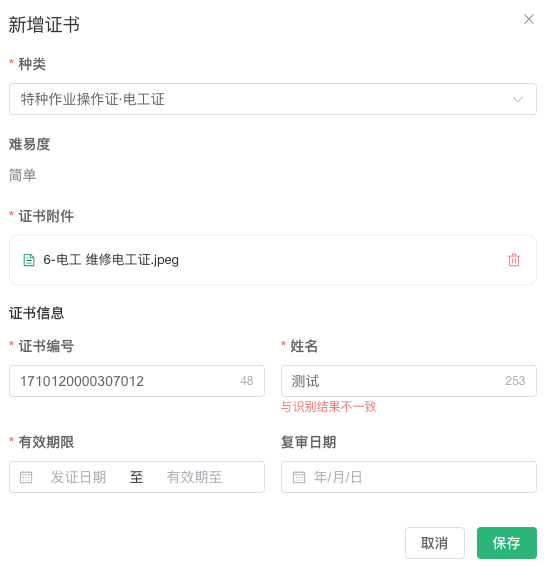 新增证书
* 种类
特种作业操作证·电工证
难易度
简单
* 证书附件
6-电工 维修电工证.jpeg
证书信息
* 证书编号
* 姓名
1710120000307012 48
测试 253
与识别结果不一致
* 有效期限
复审日期
发证日期 至 有效期至
年/月/日
取消
保存